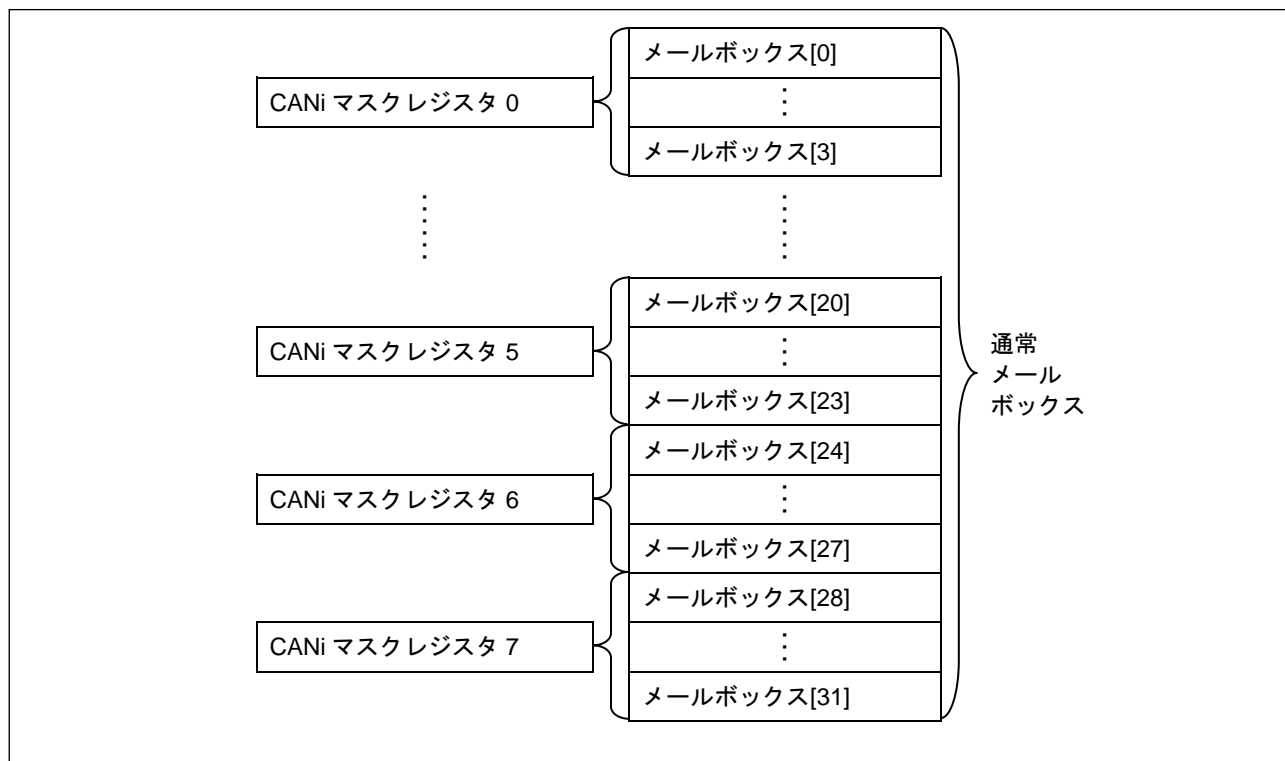 メールボックス[0]
CANi マスクレジスタ 0
メールボックス[3]
メールボックス[20]
CANi マスクレジスタ 5
メールボックス[23]
メールボックス[24]
CANi マスクレジスタ 6
メールボックス[27]
メールボックス[28]
CANi マスクレジスタ 7
メールボックス[31]
通常
メール
ボックス